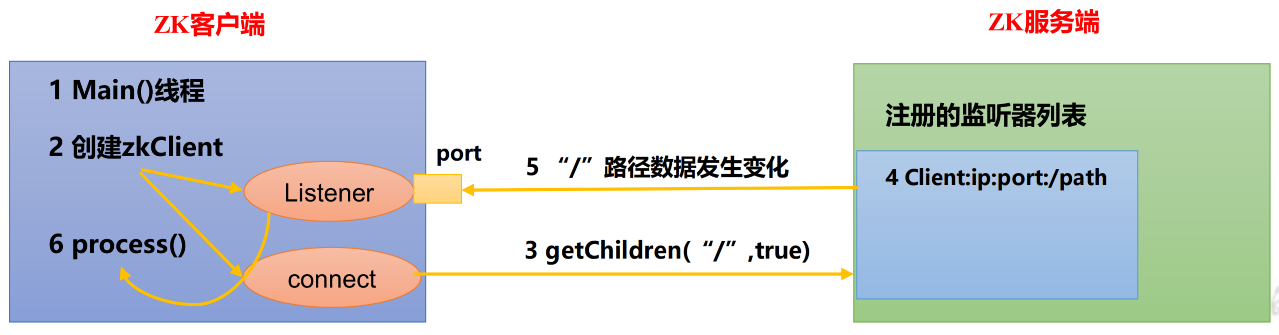 ZK客户端
ZK服务端
1 Main()线程
2 创建zkClient
Listener
port
6 process()
connect
5 “/”路径数据发生变化
3 getChildren(“/”,true)
注册的监听器列表
4 Client:ip:port:/path